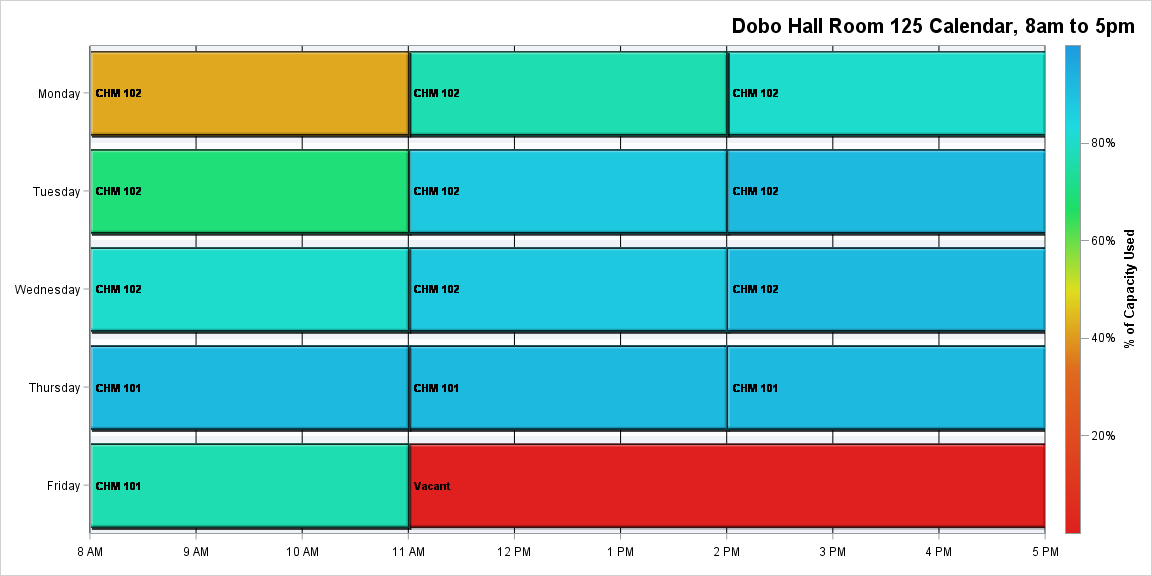 Dobo Hall Room 125 Calendar, 8am to 5pm
Monday
CHM 102
CHM 102
CHM 102
Tuesday
CHM 102
CHM 102
CHM 102
Wednesday
CHM 102
CHM 102
CHM 102
Thursday
CHM 101
CHM 101
CHM 101
Friday
CHM 101
Vacant
8 AM
9 AM
10 AM
11 AM
12 PM
1 PM
2 PM
3 PM
4 PM
5 PM
80%
60%
40%
20%
% of Capacity Used